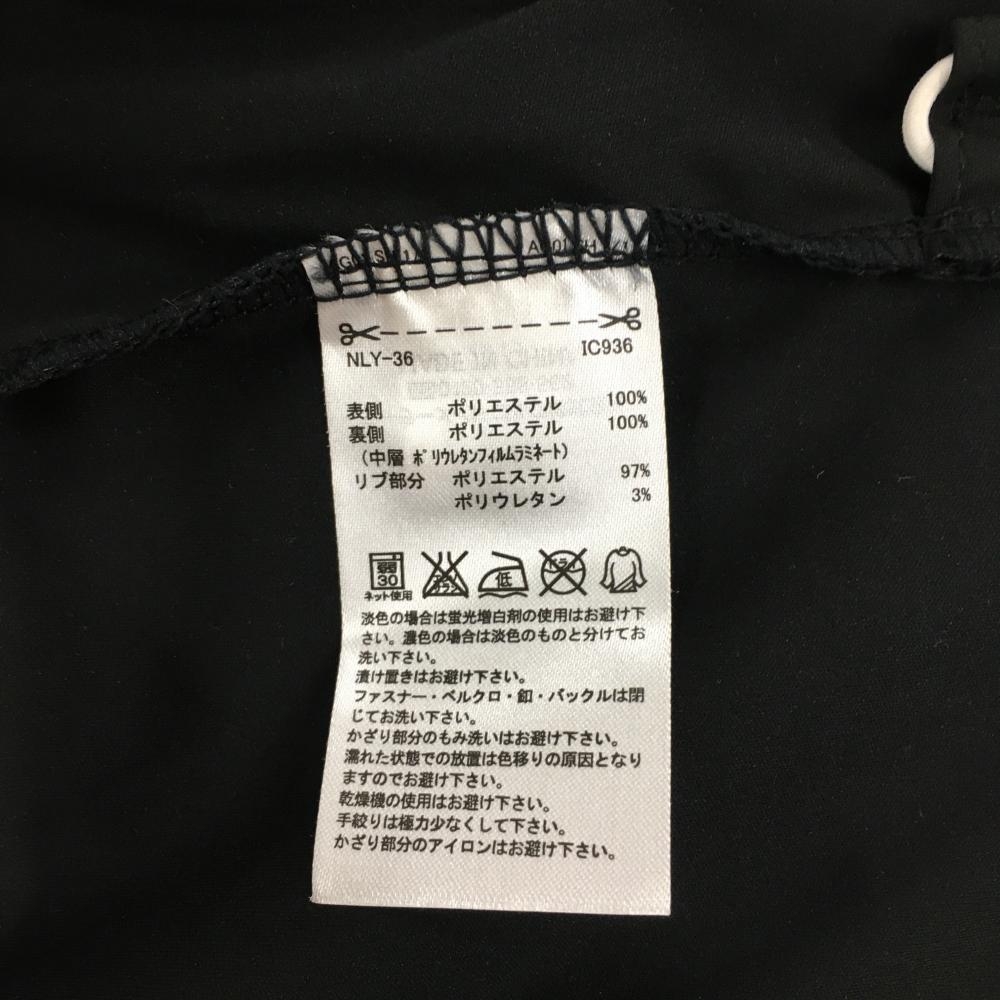 NLY-36 IC936
表側 ポリエステル 100%
裏側 ポリエステル 100%
(中層 ポリウレタンフィルムラミネート)
リブ部分 ポリエステル 97%
ポリウレタン 3%
弱
30
ネット使用
エンソ
サラシ
低
ドライ
淡色の場合は蛍光増白剤の使用はお避け下
さい。濃色の場合は淡色のものと分けてお
洗い下さい。
漬け置きはお避け下さい。
ファスナー・ベルクロ・釦・バックルは閉
じてお洗い下さい。
かざり部分のもみ洗いはお避け下さい。
濡れた状態での放置は色移りの原因となり
ますのでお避け下さい。
乾燥機の使用はお避け下さい。
手絞りは極力少なくして下さい。
かざり部分のアイロンはお避け下さい。